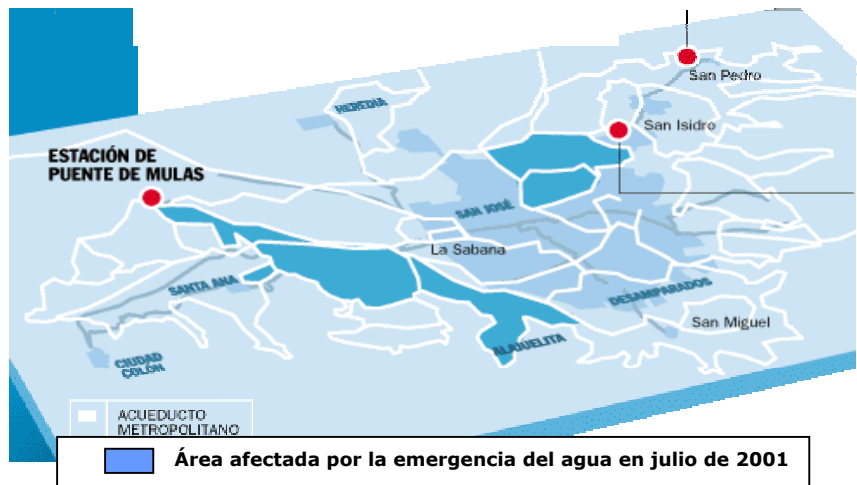 San Pedro
HEREDIA
San Isidro
ESTACIÓN DE
PUENTE DE MULAS
SAN JOSÉ
La Sabana
SANTA ANA
DESAMPARADOS
San Miguel
ALAJUELITA
CIUDAD
COLÓN
ACUEDUCTO
METROPOLITANO
Área afectada por la emergencia del agua en julio de 2001